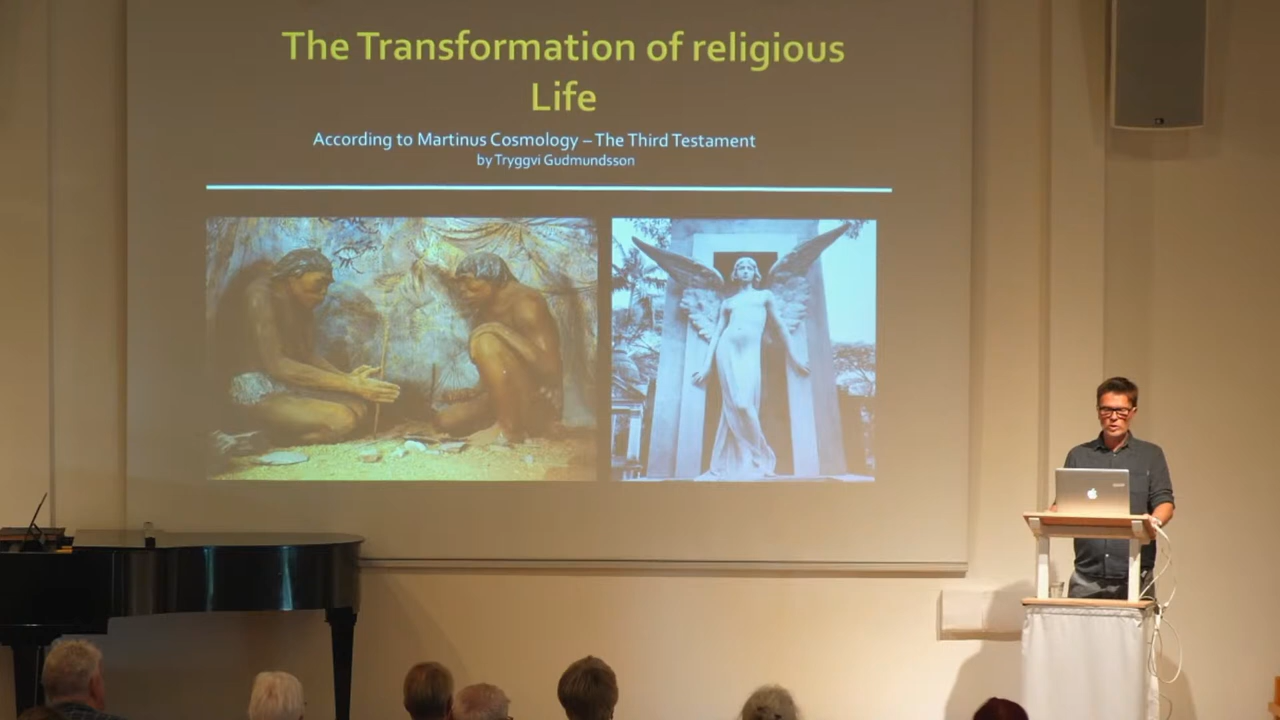 The Transformation of religious
Life
According to Martinus Cosmology – The Third Testament
by Tryggvi Gudmundsson